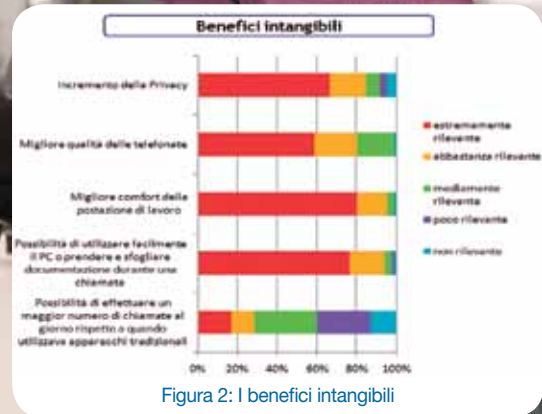 Benefici intangibili
Incremento della Privacy
Migliore qualità delle telefonate
Migliore comfort della
postazione di lavoro
Possibilità di utilizzare facilmente
il PC o prendere e sfogliare
documentazione durante una
chiamata
Possibilità di effettuare un
maggior numero di chiamate al
giorno rispetto a quando
utilizzava apparecchi tradizionali
0% 20% 40% 60% 80% 100%
estremamente
rilevante
abbastanza rilevante
mediamente
rilevante
poco rilevante
non rilevante
Figura 2: I benefici intangibili